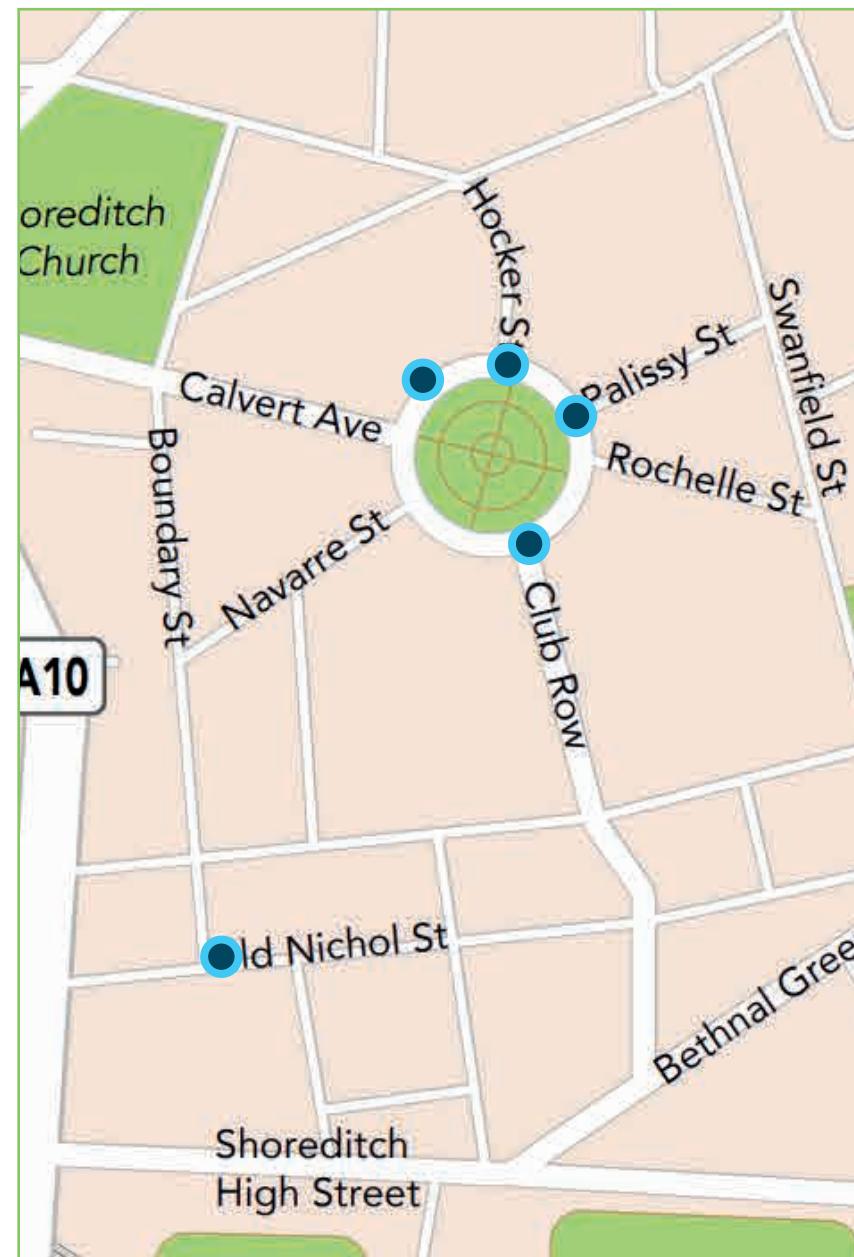 oreditch
Church
Hocker St
Swanfield St
Palissy St
Calvert Ave
Rochelle St
Boundary St
Navarre St
Club Row
A10
ld Nichol St
Bethnal Gree
Shoreditch
High Street